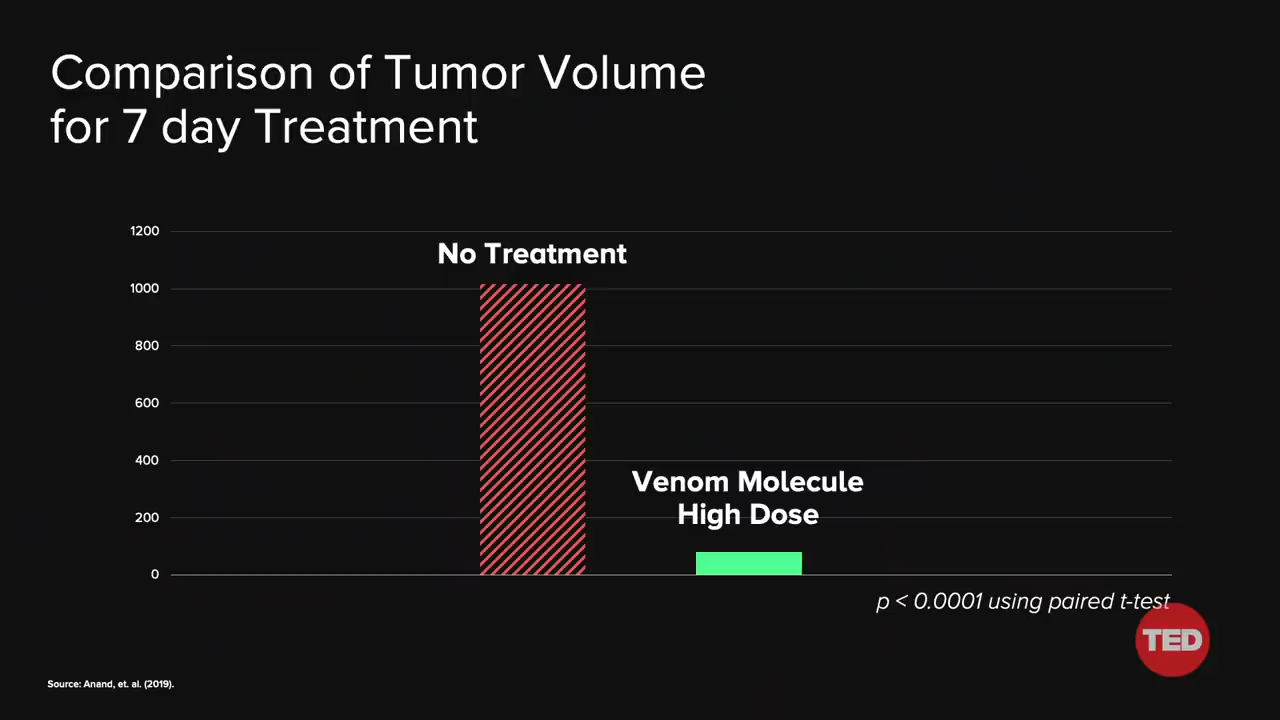 Comparison of Tumor Volume
for 7 day Treatment
1200
No Treatment
1000
800
600
400
Venom Molecule
High Dose
200
0
p < 0.0001 using paired t-test
TED
Source: Anand, et. al. (2019).